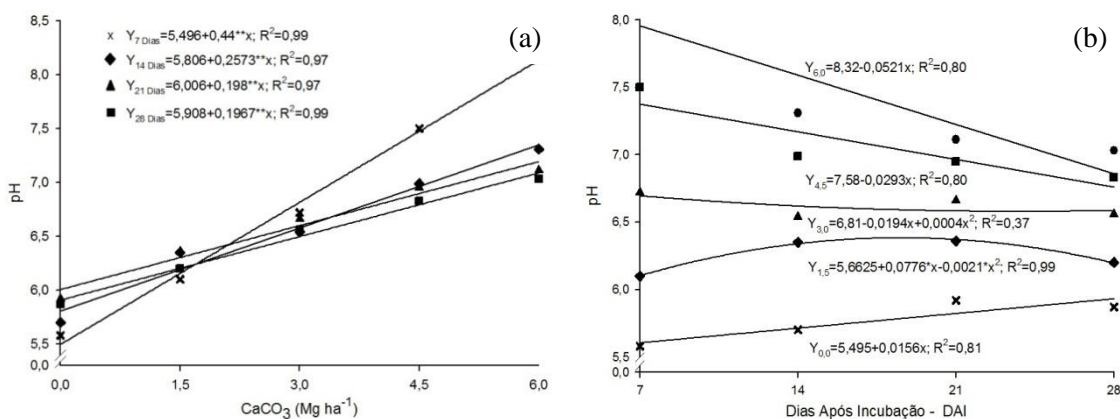 (a)
8,5
8,0
7,5
7,0
6,5
6,0
5,5
0,0
pH
Y7 Dias=5,496+0,44**x; R²=0,99
Y14 Dias=5,806+0,2573**x; R²=0,97
Y21 Dias=6,006+0,198**x; R²=0,97
Y28 Dias=5,908+0,1967**x; R²=0,99
0,0 1,5 3,0 4,5 6,0
CaCO₃ (Mg ha⁻¹)
(b)
8,0
7,5
7,0
6,5
6,0
5,5
0,0
pH
Y6,0=8,32-0,0521x; R²=0,80
Y4,5=7,58-0,0293x; R²=0,80
Y3,0=6,81-0,0194x+0,0004x²; R²=0,37
Y1,5=5,6625+0,0776*x-0,0021*x²; R²=0,99
Y0,0=5,495+0,0156x; R²=0,81
7 14 21 28
Dias Após Incubação - DAI